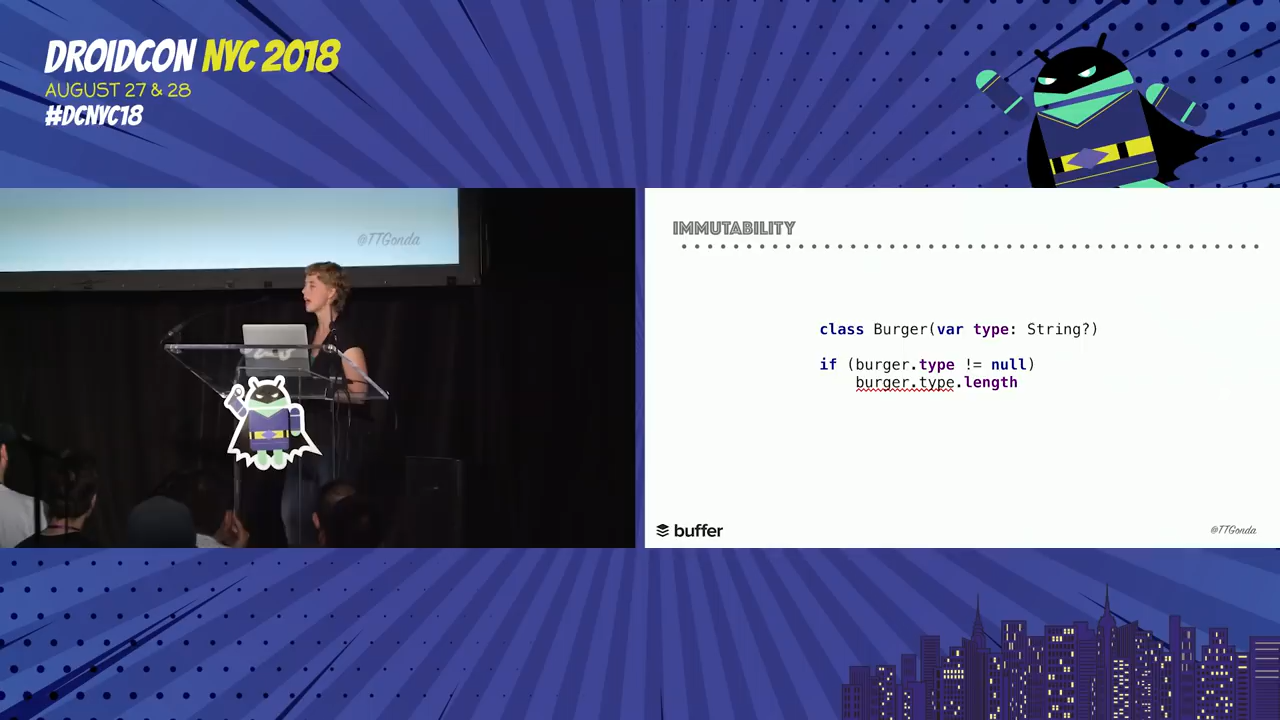 DROIDCON NYC 2018
AUGUST 27 & 28
#DCNYC18
@TTGonda
IMMUTABILITY
class Burger(var type: String?)
if (burger.type != null)
burger.type.length
buffer
@TTGonda